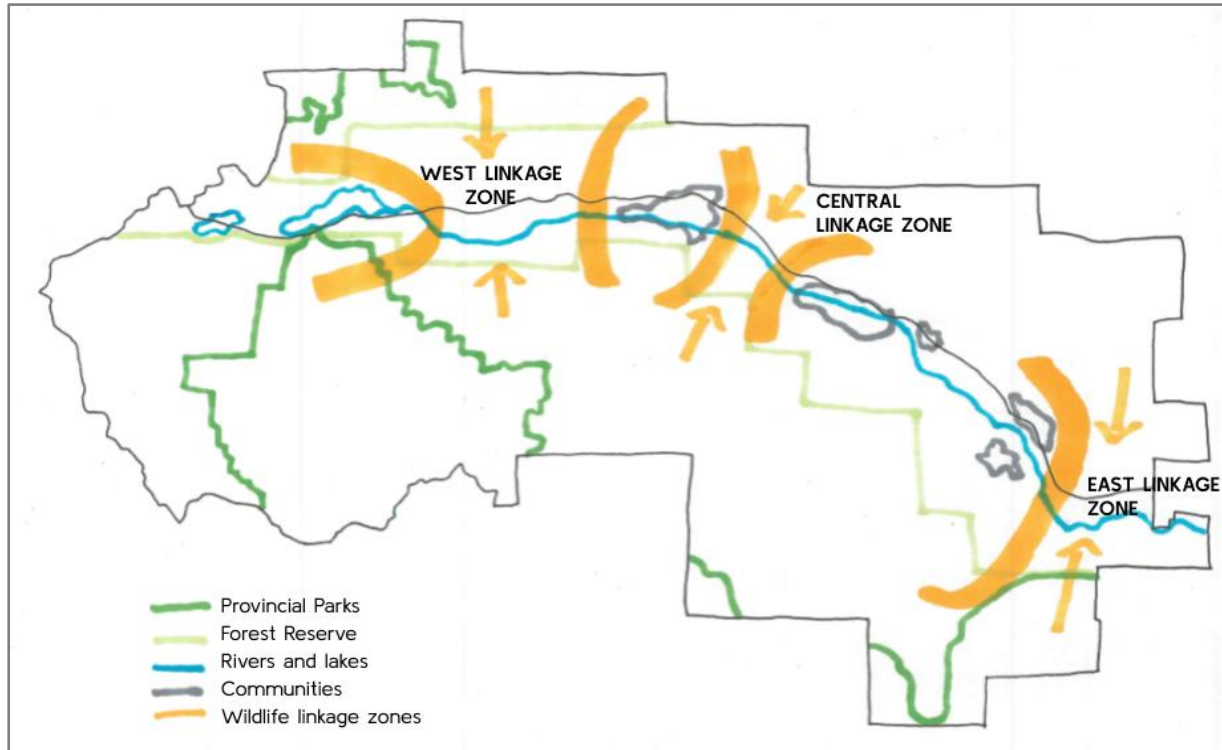 WEST LINKAGE
ZONE
CENTRAL
LINKAGE ZONE
EAST LINKAGE
ZONE
Provincial Parks
Forest Reserve
Rivers and lakes
Communities
Wildlife linkage zones